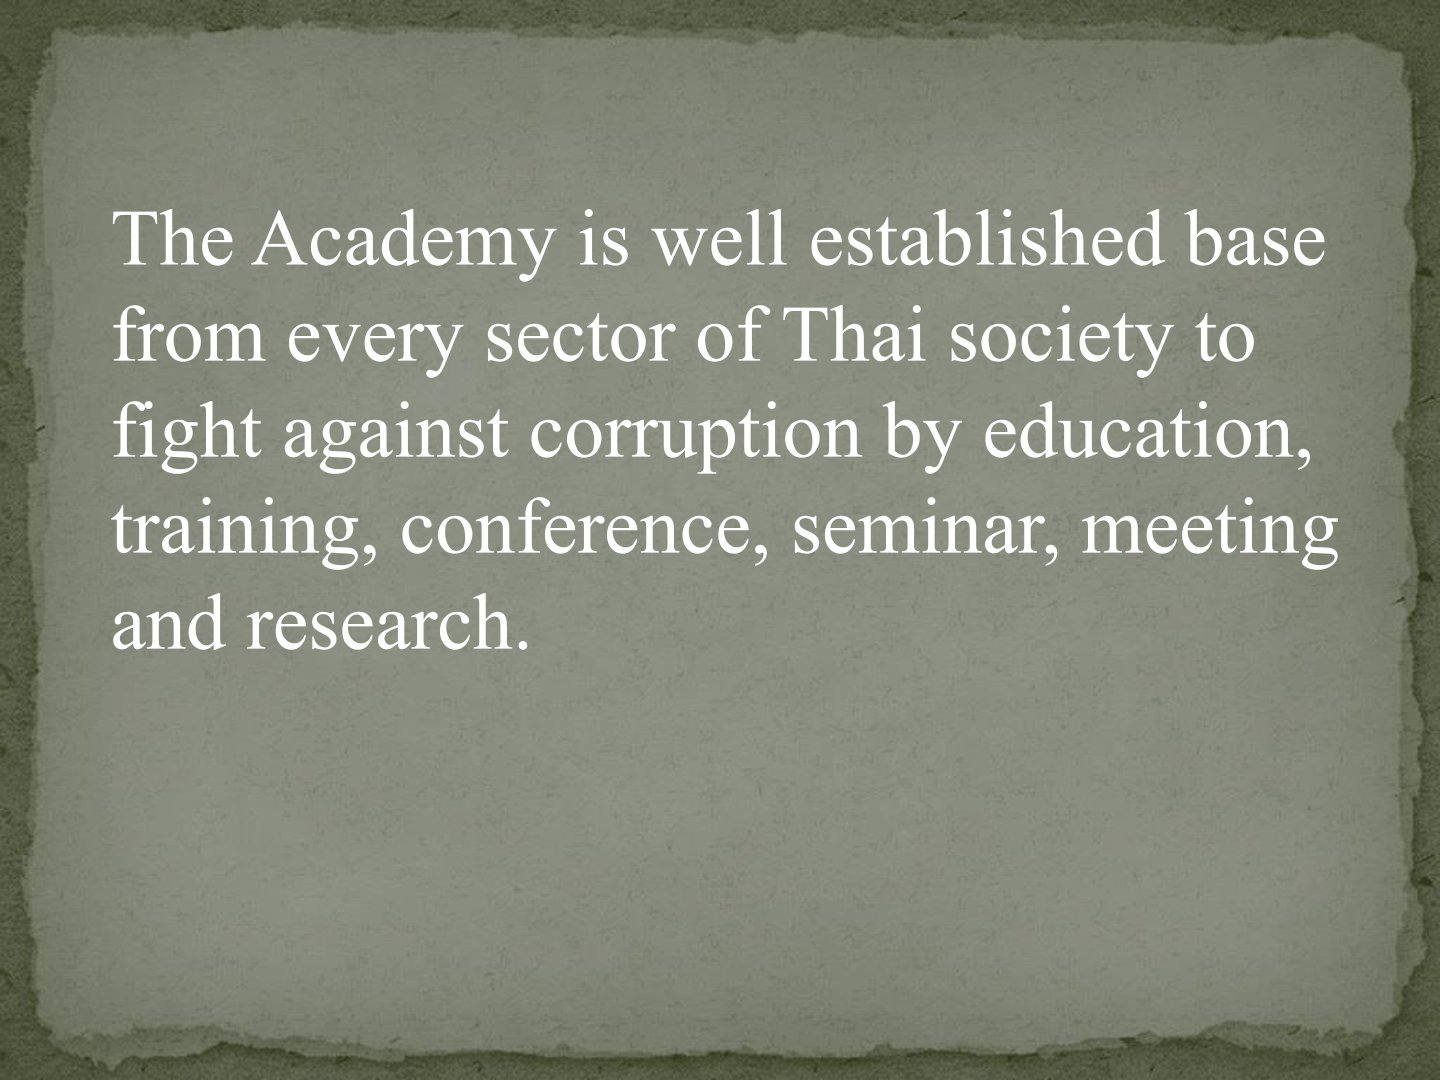 The Academy is well established base
from every sector of Thai society to
fight against corruption by education,
training, conference, seminar, meeting
and research.